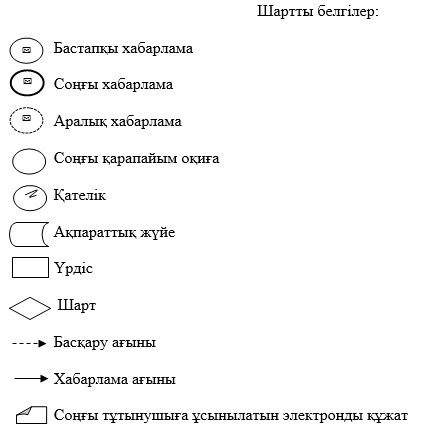 Шартты белгілер:
Бастапқы хабарлама
Соңғы хабарлама
Аралық хабарлама
Соңғы қарапайым оқиға
Қателік
Ақпараттық жүйе
Үрдіс
Шарт
Басқару ағыны
Хабарлама ағыны
Соңғы тұтынушыға ұсынылатын электронды құжат